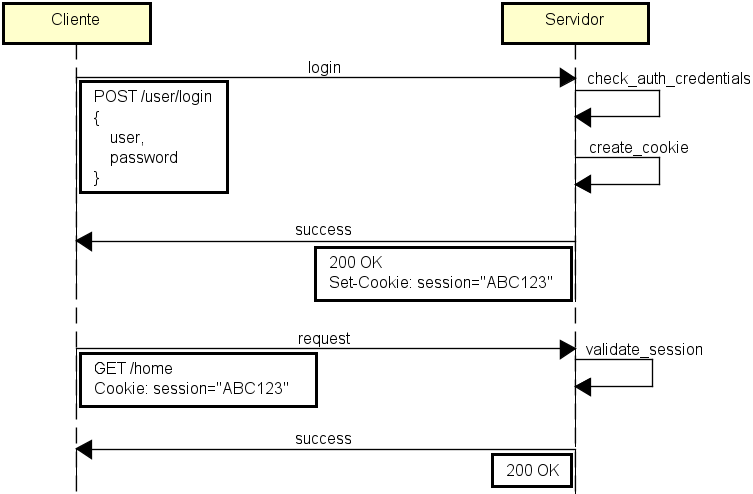 Cliente
Servidor
login
check_auth_credentials
POST /user/login
{
user,
password
}
create_cookie
success
200 OK
Set-Cookie: session="ABC123"
request
validate_session
GET /home
Cookie: session="ABC123"
success
200 OK